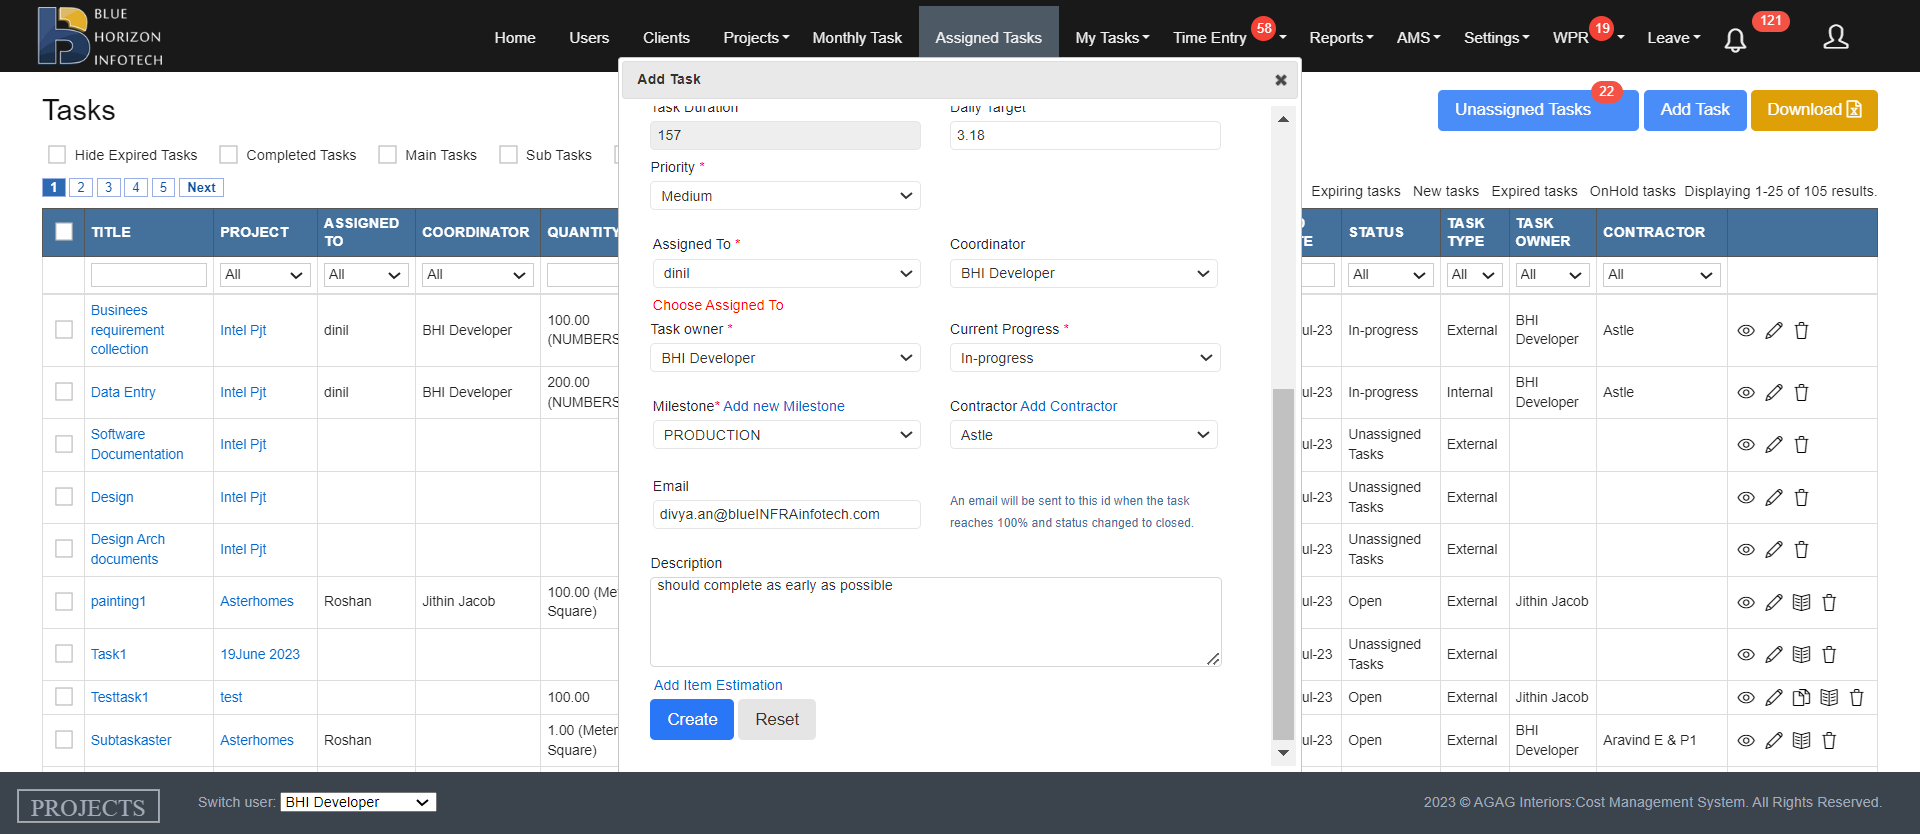 BLUE
HORIZON
INFOTECH
Home Users Clients Projects Monthly Task Assigned Tasks My Tasks Time Entry 58 Reports AMS Settings WPR 19 Leave 121
Add Task
Tasks
Unassigned Tasks 22 Add Task Download
Hide Expired Tasks Completed Tasks Main Tasks Sub Tasks
1 2 3 4 5 Next
Expiring tasks New tasks Expired tasks OnHold tasks Displaying 1-25 of 105 results.
Task Duration Daily Target
157 3.18
Priority *
Medium
Assigned To * Coordinator
dinil BHI Developer
Choose Assigned To
Task owner * Current Progress *
BHI Developer In-progress
Milestone* Add new Milestone Contractor Add Contractor
PRODUCTION Astle
Email
divya.an@blueINFRAinfotech.com
An email will be sent to this id when the task
reaches 100% and status changed to closed.
Description
should complete as early as possible
Add Item Estimation
Create Reset
TITLE PROJECT ASSIGNED TO COORDINATOR QUANTITY STATUS TASK TYPE TASK OWNER CONTRACTOR
All All All All All All All
Businees requirement collection Intel Pjt dinil BHI Developer 100.00 (NUMBERS ul-23 In-progress External BHI Developer Astle
Data Entry Intel Pjt dinil BHI Developer 200.00 (NUMBERS ul-23 In-progress Internal BHI Developer Astle
Software Documentation Intel Pjt ul-23 Unassigned Tasks External
Design Intel Pjt ul-23 Unassigned Tasks External
Design Arch documents Intel Pjt ul-23 Unassigned Tasks External
painting1 Asterhomes Roshan Jithin Jacob 100.00 (Me Square) ul-23 Open External Jithin Jacob
Task1 19June 2023 ul-23 Unassigned Tasks External
Testtask1 test 100.00 ul-23 Open External Jithin Jacob
Subtaskaster Asterhomes Roshan 1.00 (Meter Square) ul-23 Open External BHI Developer Aravind E & P1
PROJECTS Switch user: BHI Developer 2023 © AGAG Interiors:Cost Management System. All Rights Reserved.